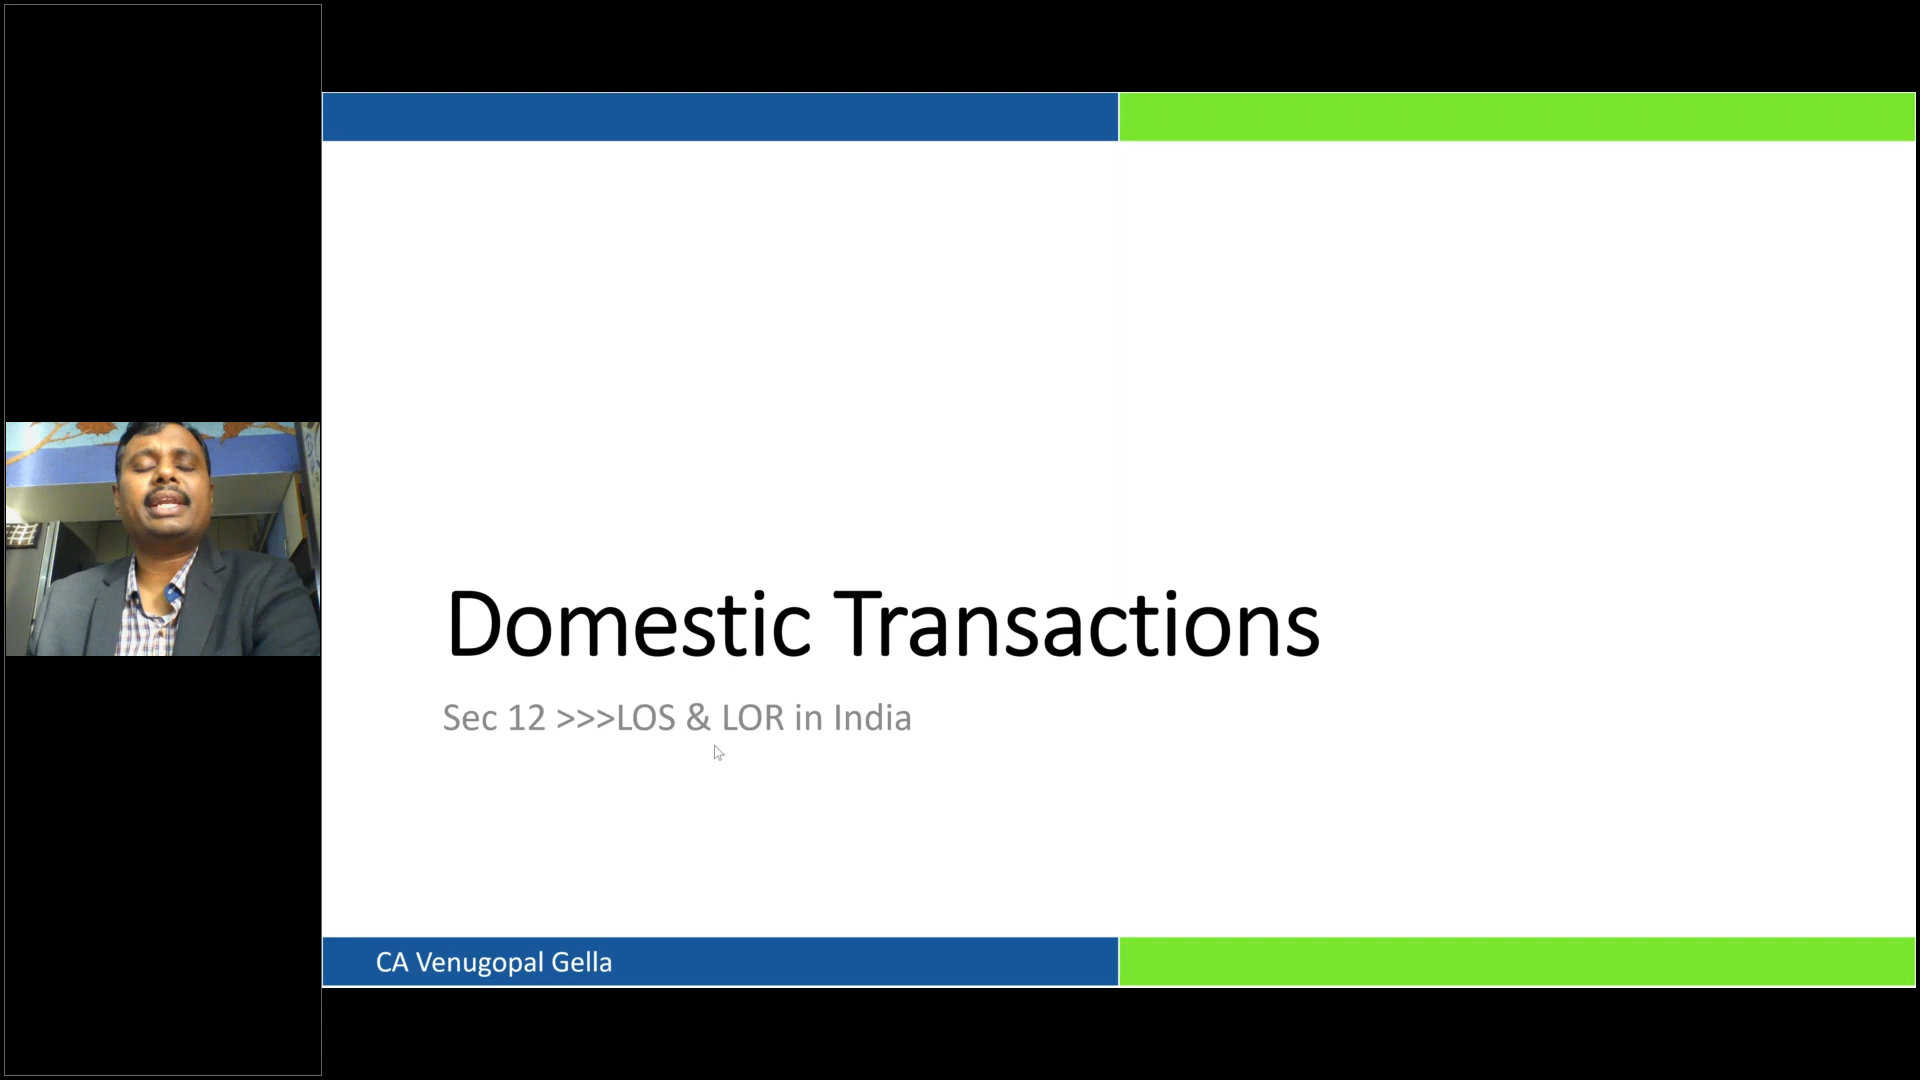 Domestic Transactions
Sec 12 >>>LOS & LOR in India
CA Venugopal Gella